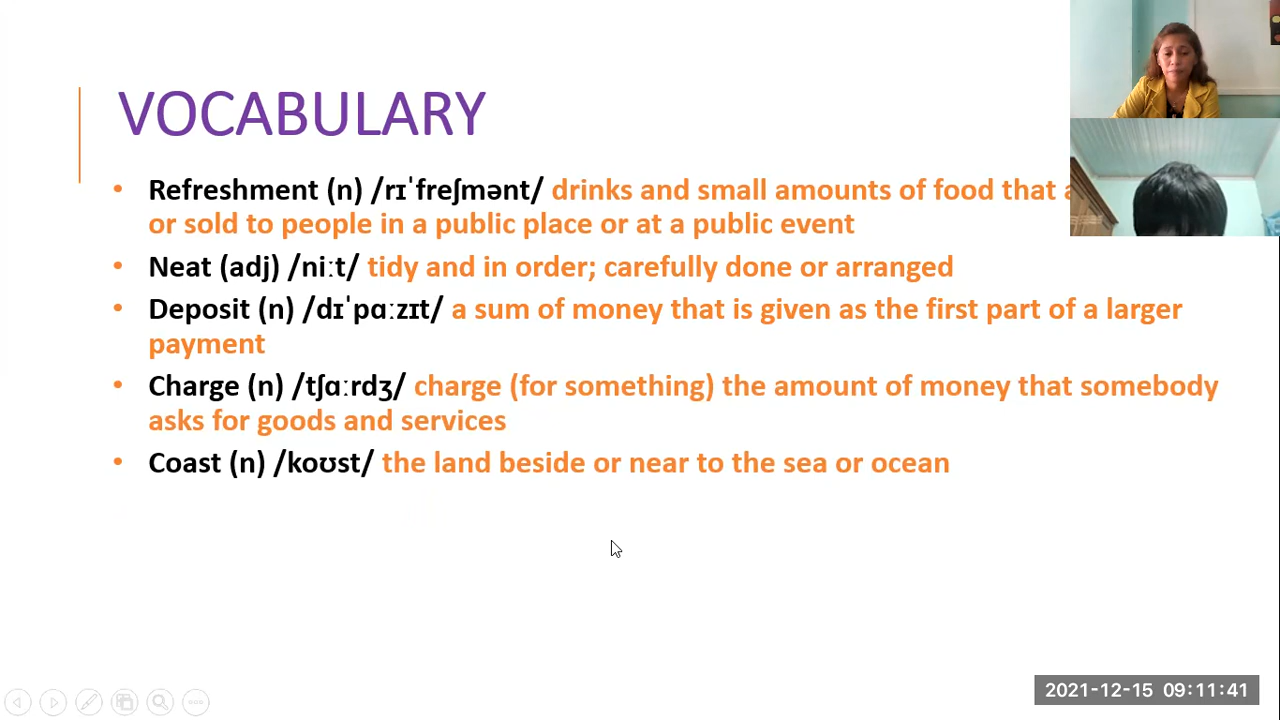 VOCABULARY
• Refreshment (n) /rɪˈfreʃmənt/ drinks and small amounts of food that
or sold to people in a public place or at a public event
• Neat (adj) /niːt/ tidy and in order; carefully done or arranged
• Deposit (n) /dɪˈpɑːzɪt/ a sum of money that is given as the first part of a larger
payment
• Charge (n) /tʃɑːrdʒ/ charge (for something) the amount of money that somebody
asks for goods and services
• Coast (n) /koʊst/ the land beside or near to the sea or ocean
2021-12-15 09:11:41